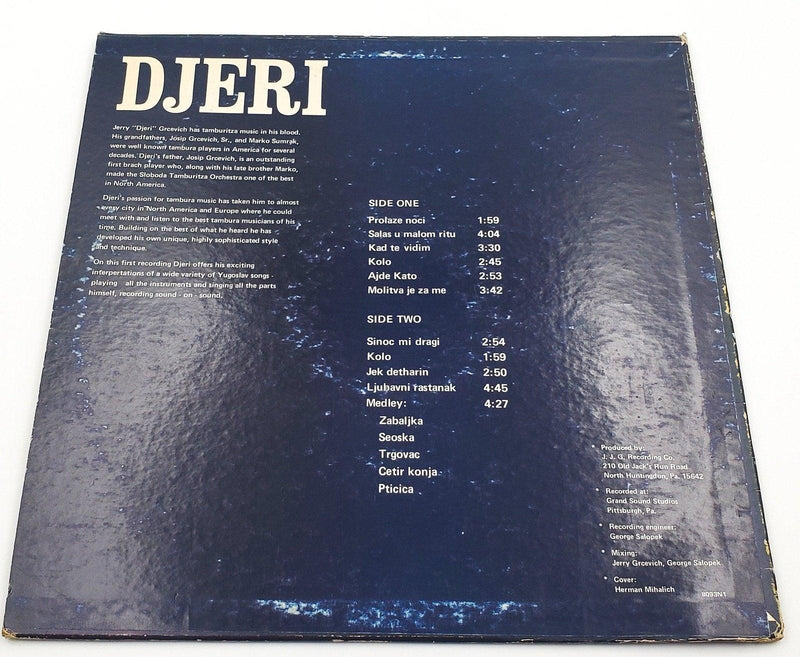 DJERI
Jerry "Djeri" Grcevich has tamburitza music in his blood.
His grandfathers, Josip Grcevich, Sr., and Marko Sumrak,
were well known tambura players in America for several
decades. Djeri's father, Josip Grcevich, is an outstanding
first brach player who, along with his late brother Marko,
made the Sloboda Tamburitza Orchestra one of the best
in North America.
Djeri's passion for tambura music has taken him to almost
every city in North America and Europe where he could
meet with and listen to the best tambura musicians of his
time. Building on the best of what he heard he has
developed his own unique, highly sophisticated style
and technique.
On this first recording Djeri offers his exciting
inferpertations of a wide variety of Yugoslav songs
playing all the instruments and singing all the parts
himself, recording sound - on - sound.
SIDE ONE
Prolaze noci 1:59
Salas u malom ritu 4:04
Kad te vidim 3:30
Kolo 2:45
Ajde Kato 2:53
Molitva je za me 3:42
SIDE TWO
Sinoc mi dragi 2:54
Kolo 1:59
Jek detharin 2:50
Ljubavni rastanak 4:45
Medley: 4:27
Zabaljka
Seoska
Trgovac
Cetir konja
Pticica
• Produced by:
J. J. G. Recording Co.
210 Old Jack's Run Road
North Huntingdon, Pa. 15642
• Recorded at:
Grand Sound Studios
Pittsburgh, Pa.
• Recording engineer:
George Salopek
• Mixing:
Jerry Grcevich, George Salopek
• Cover:
Herman Mihalich
8093N1